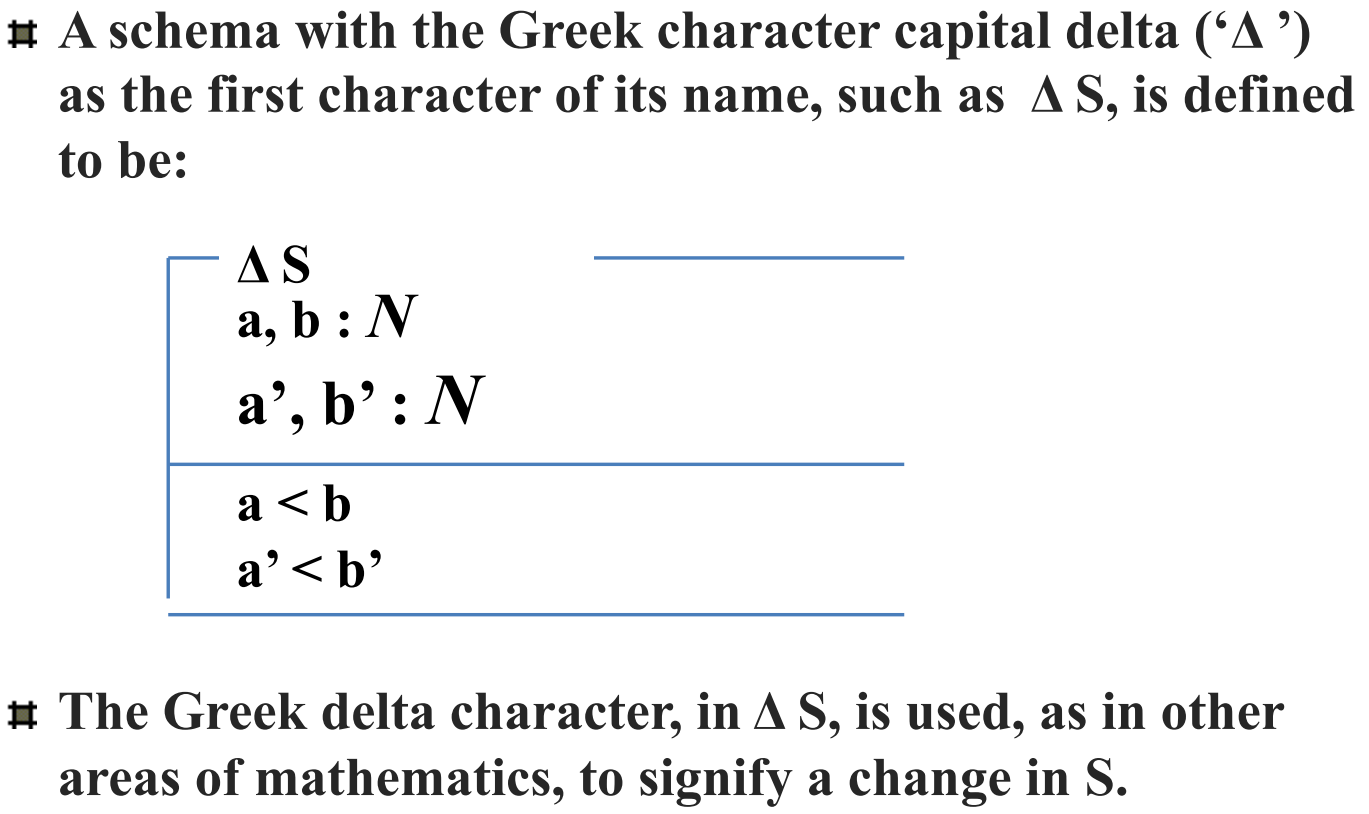 A schema with the Greek character capital delta (‘Δ ’)
as the first character of its name, such as Δ S, is defined
to be:
Δ S
a, b : N
a’, b’ : N
a < b
a’ < b’
The Greek delta character, in Δ S, is used, as in other
areas of mathematics, to signify a change in S.